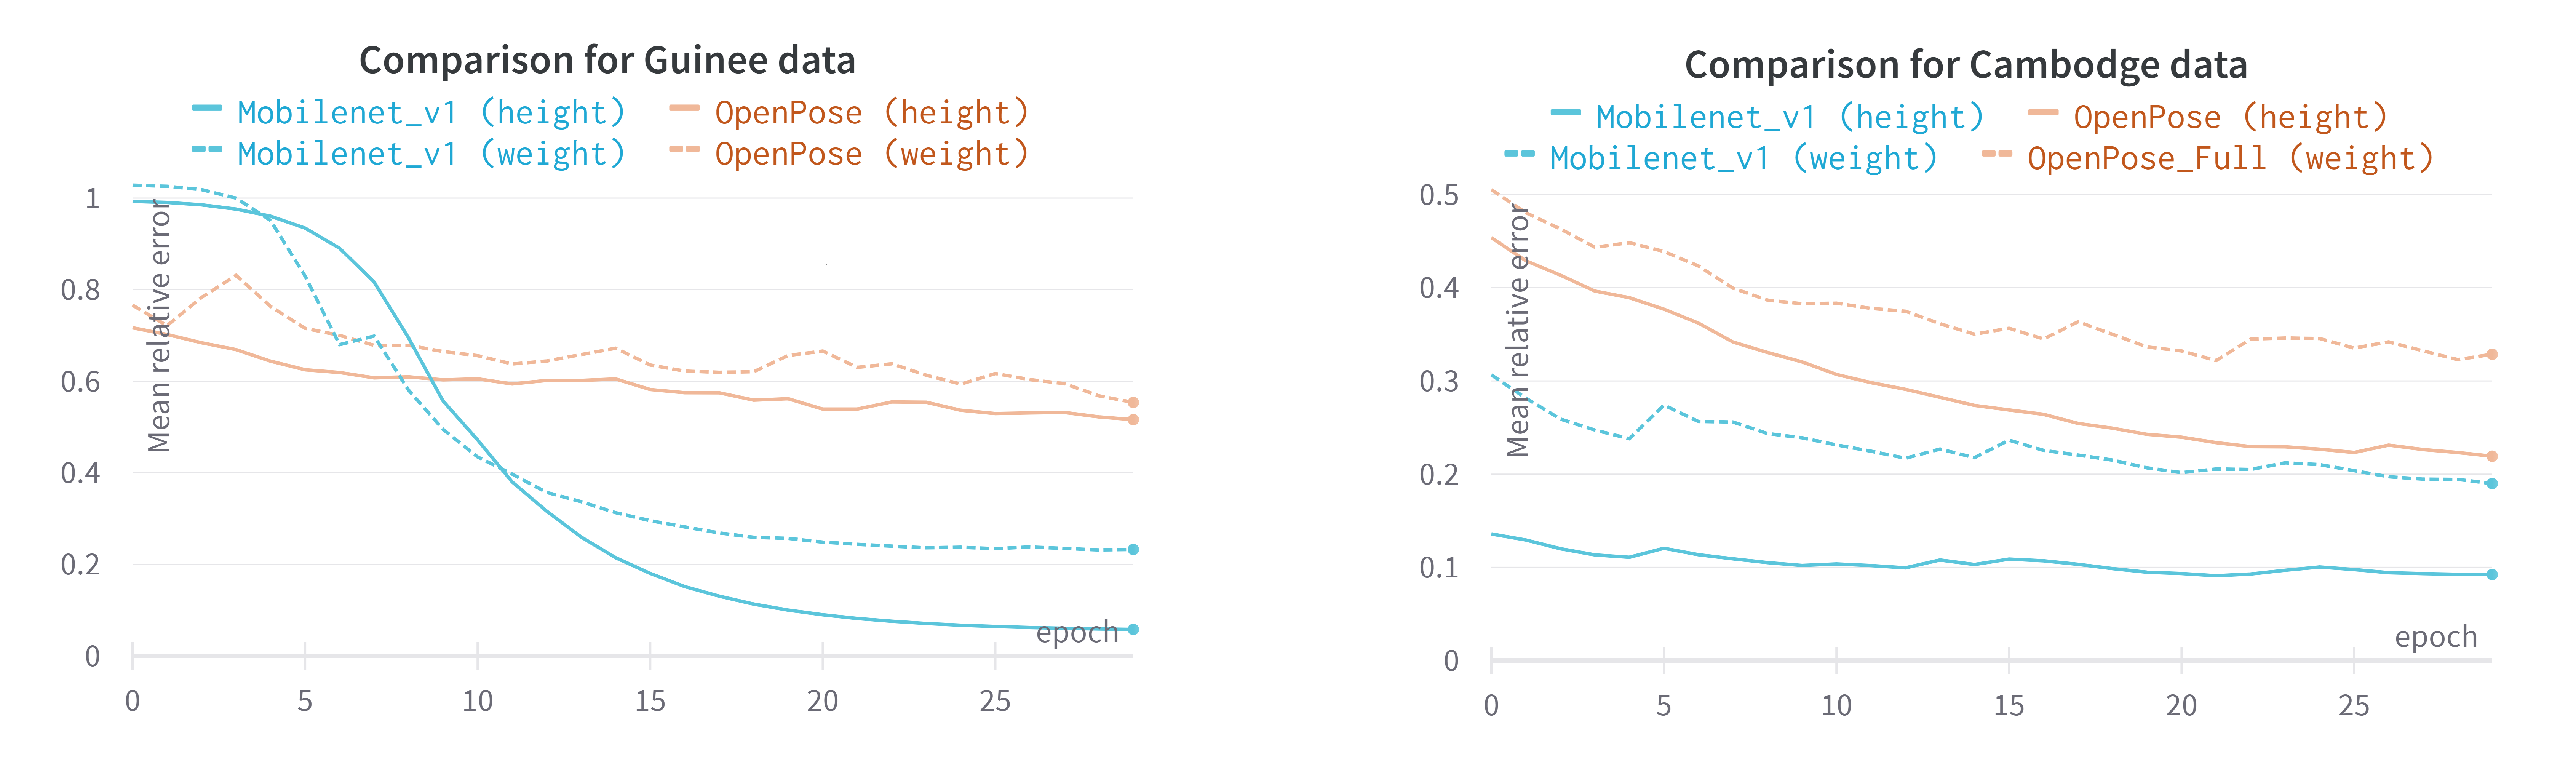 Comparison for Guinee data
Mobilenet_v1 (height) OpenPose (height)
Mobilenet_v1 (weight) OpenPose (weight)
Mean relative error
1
0.8
0.6
0.4
0.2
0
epoch
0 5 10 15 20 25
Comparison for Cambodge data
Mobilenet_v1 (height) OpenPose (height)
Mobilenet_v1 (weight) OpenPose_Full (weight)
Mean relative error
0.5
0.4
0.3
0.2
0.1
0
epoch
0 5 10 15 20 25